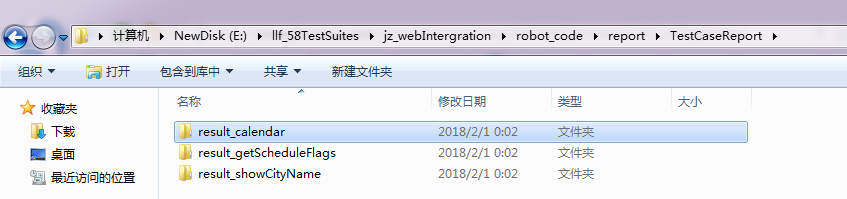 计算机 NewDisk (E:) llf_58TestSuites jz_webIntergration robot_code report TestCaseReport
组织 打开 包含到库中 共享 新建文件夹
收藏夹
下载
桌面
最近访问的位置
名称 修改日期 类型 大小
result_calendar 2018/2/1 0:02 文件夹
result_getScheduleFlags 2018/2/1 0:02 文件夹
result_showCityName 2018/2/1 0:02 文件夹